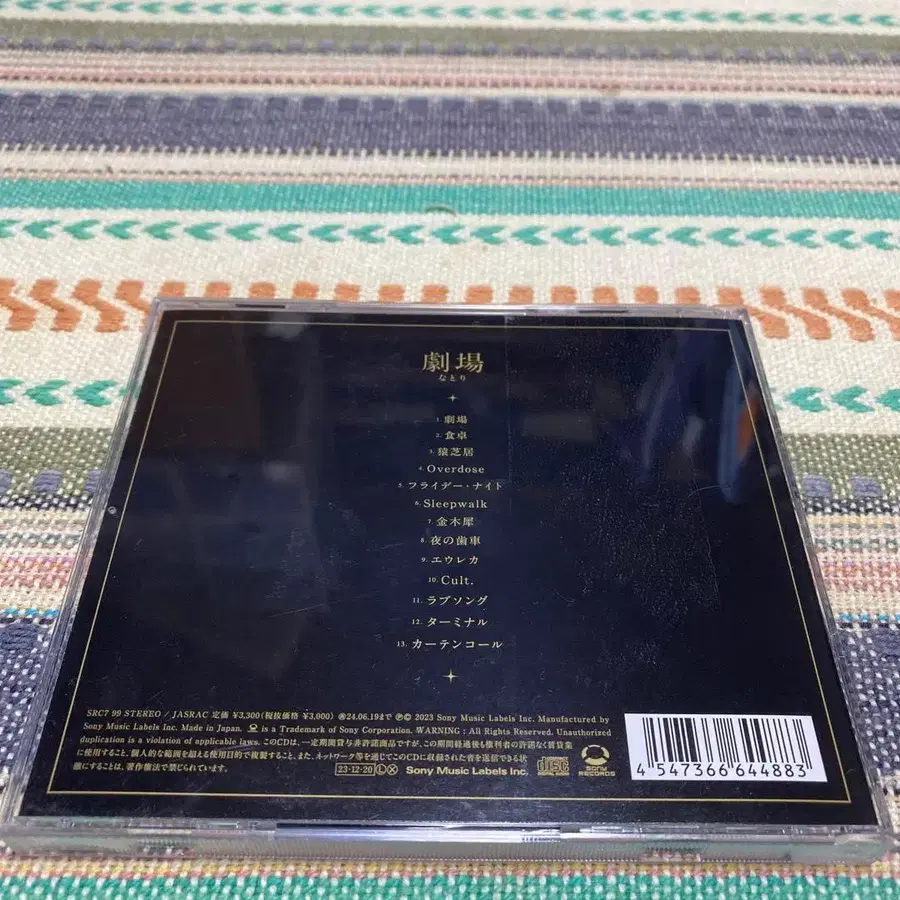 劇場
なとり
1. 劇場
2. 食卓
3. 猿芝居
4. Overdose
5. フライデー・ナイト
6. Sleepwalk
7. 金木犀
8. 夜の歯車
9. エウレカ
10. Cult.
11. ラブソング
12. ターミナル
13. カーテンコール
SRC7 99 STEREO / JASRAC 定価 ¥3,300(税抜価格 ¥3,000) 24.06.19まで ℗© 2023 Sony Music Labels Inc. Manufactured by
Sony Music Labels Inc. Made in Japan. is a Trademark of Sony Corporation. WARNING : All Rights Reserved. Unauthorized
duplication is a violation of applicable laws. このCDは、一定期間貸与非許諾商品ですが、この期間経過後も権利者の許諾なく賃貸業
に使用すること、個人的な範囲を超える使用目的で複製すること、また、ネットワーク等を通じてこのCDに収録された音を送信できる状
態にすることは、著作権法で禁じられています。
23・12・20 Ⓛ Ⓧ Sony Music Labels Inc.
COMPACT disc DIGITAL AUDIO
SONY RECORDS
4 547366 644883